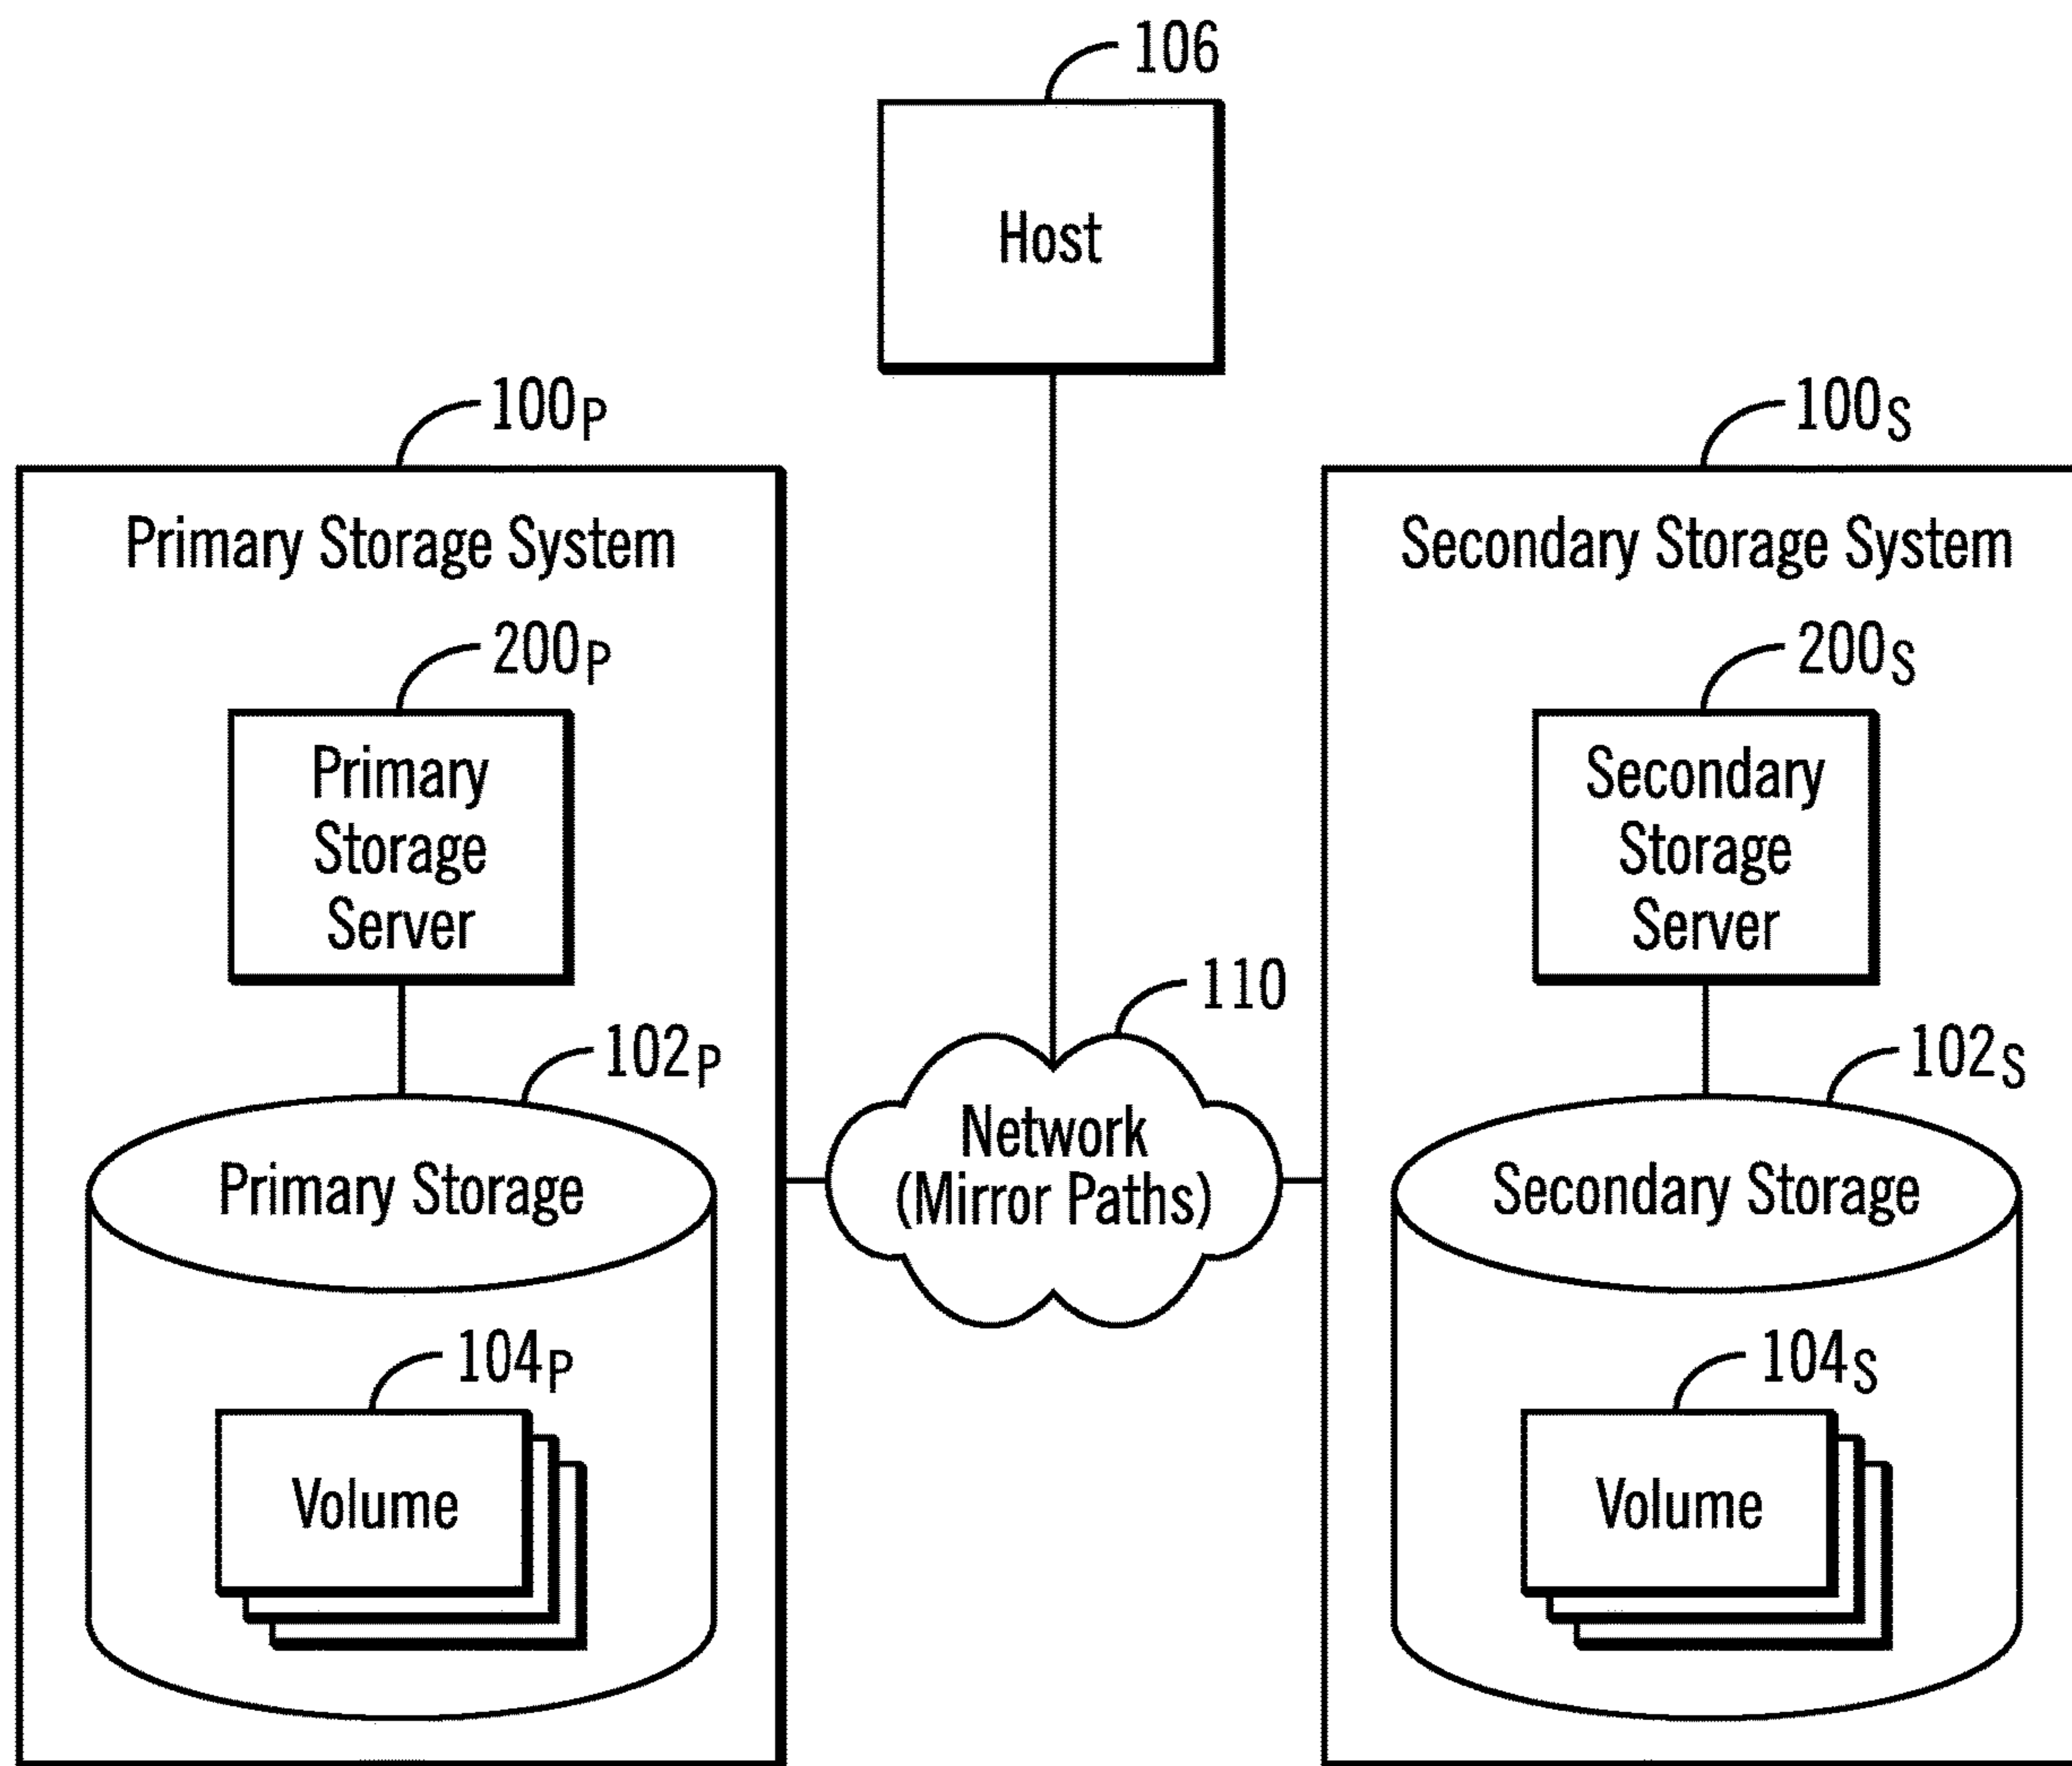 106
Host
100P
100S
Primary Storage System
Secondary Storage System
200P
200S
Primary
Storage
Server
Secondary
Storage
Server
110
102P
102S
Network
(Mirror Paths)
Primary Storage
Secondary Storage
104P
104S
Volume
Volume